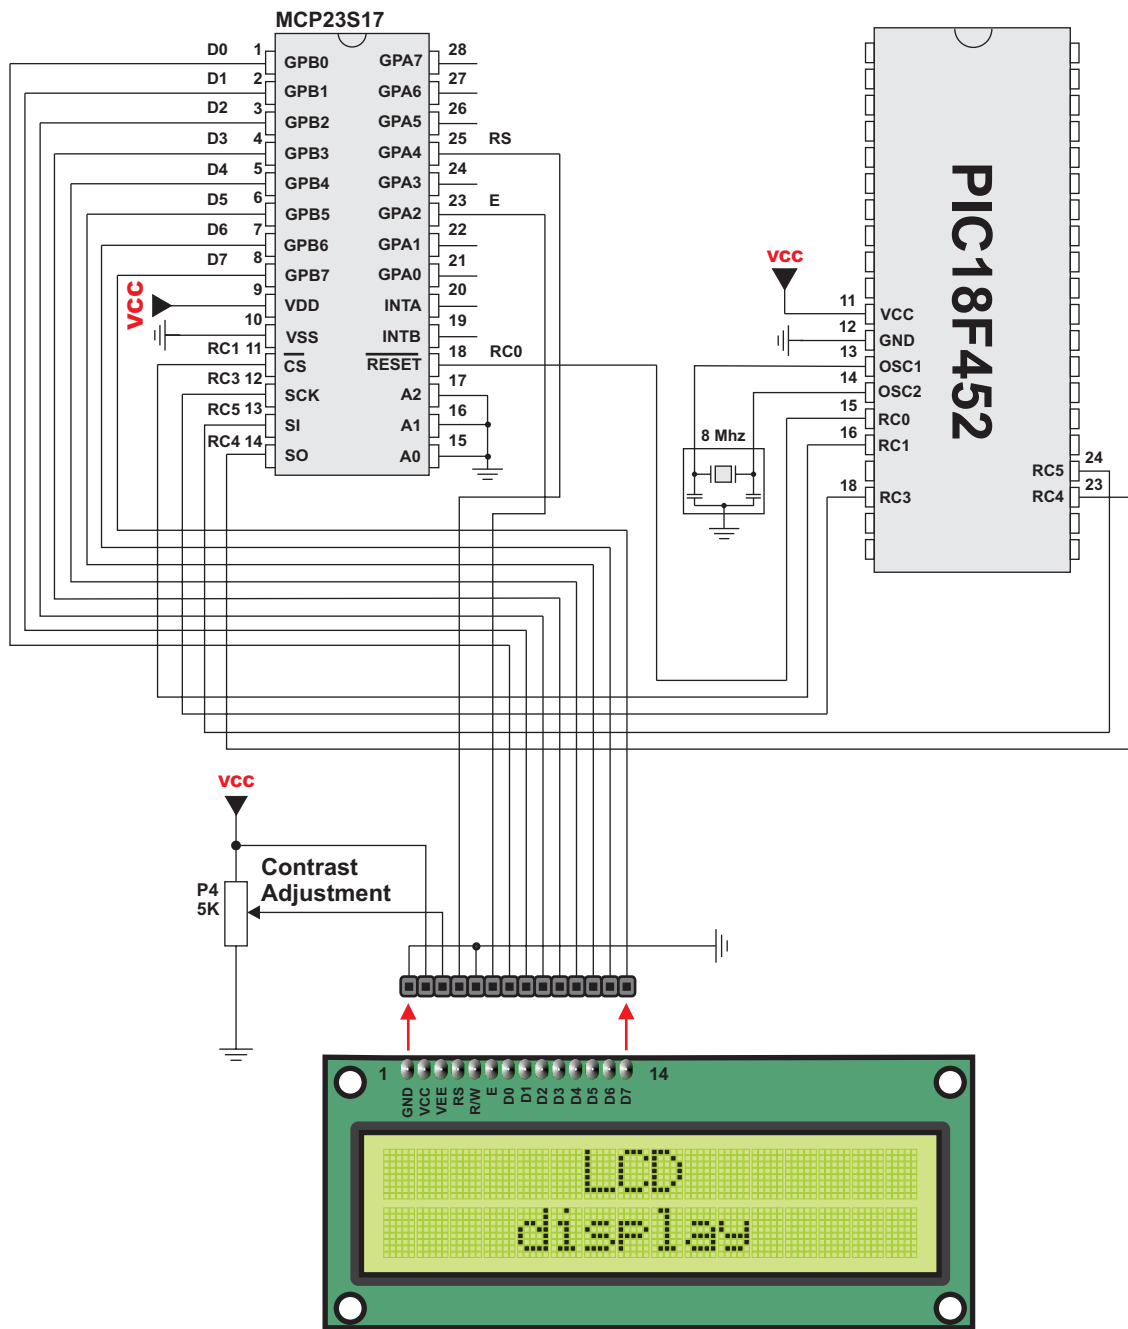 MCP23S17
D0 1 GPB0 GPA7 28
D1 2 GPB1 GPA6 27
D2 3 GPB2 GPA5 26
D3 4 GPB3 GPA4 25 RS
D4 5 GPB4 GPA3 24
D5 6 GPB5 GPA2 23 E
D6 7 GPB6 GPA1 22
D7 8 GPB7 GPA0 21
vcc 9 VDD INTA 20
10 VSS INTB 19
RC1 11 CS RESET 18 RC0
RC3 12 SCK A2 17
RC5 13 SI A1 16
RC4 14 SO A0 15
PIC18F452
vcc
11 VCC
12 GND
13 OSC1
14 OSC2
15 RC0
16 RC1
18 RC3
RC5 24
RC4 23
8 Mhz
vcc
P4
5K
Contrast
Adjustment
1 14
GND
VCC
VEE
RS
R/W
E
D0
D1
D2
D3
D4
D5
D6
D7
LCD
display